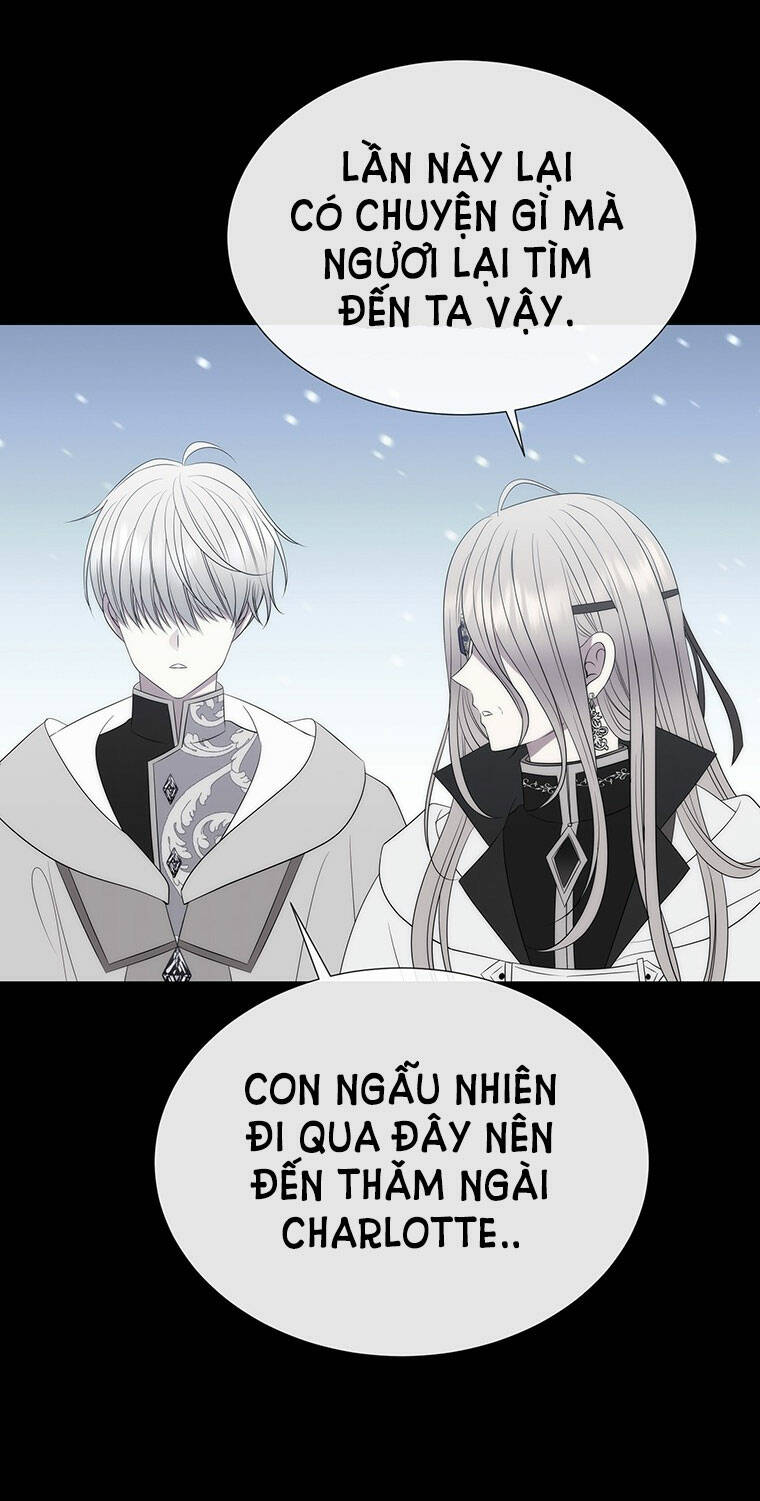 LẦN NÀY LẠI
CÓ CHUYỆN GÌ MÀ
NGƯƠI LẠI TÌM
ĐẾN TA VẬY.
CON NGẪU NHIÊN
ĐI QUA ĐÂY NÊN
ĐẾN THĂM NGÀI
CHARLOTTE..